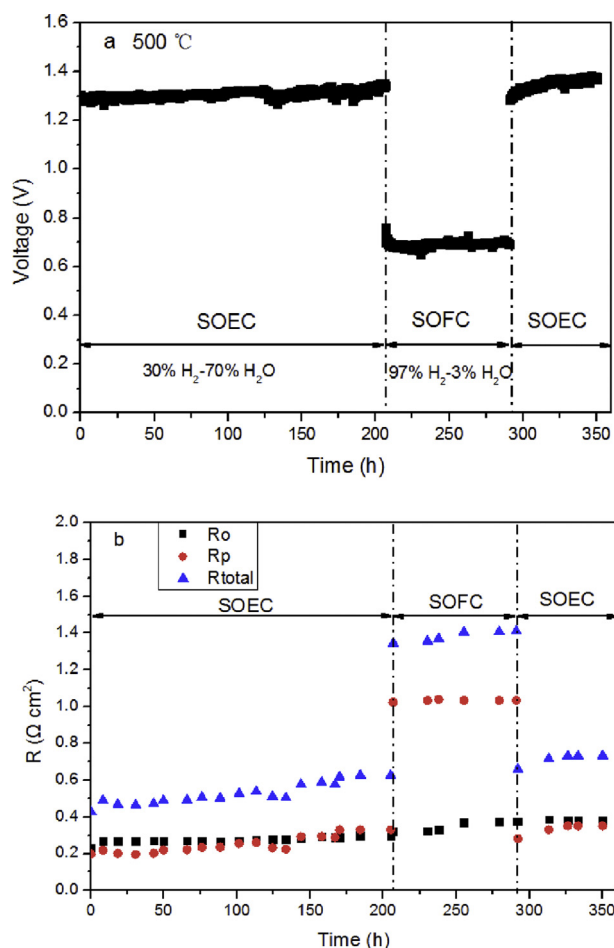 a 500 ℃
1.6
1.4
1.2
1.0
0.8
0.6
0.4
0.2
0.0
Voltage (V)
SOEC
SOFC
SOEC
30% H₂-70% H₂O
97% H₂-3% H₂O
0 50 100 150 200 250 300 350
Time (h)
b
Ro
Rp
Rtotal
2.0
1.8
1.6
1.4
1.2
1.0
0.8
0.6
0.4
0.2
0.0
R (Ω cm²)
SOEC
SOFC
SOEC
0 50 100 150 200 250 300 350
Time (h)